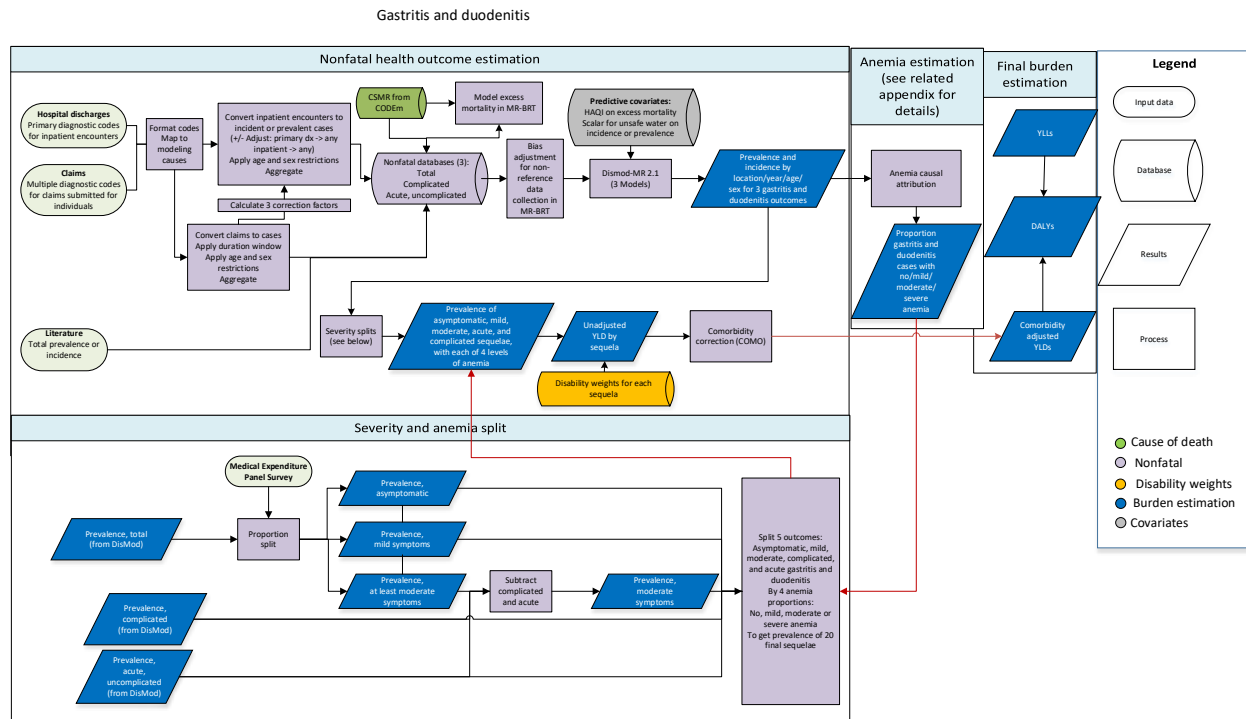 Gastritis and duodenitis
Nonfatal health outcome estimation
Hospital discharges
Primary diagnostic codes
for inpatient encounters
Claims
Multiple diagnostic codes
for claims submitted for
individuals
Format codes
Map to
modeling
causes
Convert inpatient encounters to
incident or prevalent cases
(+/- Adjust: primary dx -> any
inpatient -> any)
Apply age and sex restrictions
Aggregate
Calculate 3 correction factors
Convert claims to cases
Apply duration window
Apply age and sex
restrictions
Aggregate
CSMR from
CODEm
Model excess
mortality in MR-BRT
Nonfatal databases (3):
Total
Complicated
Acute, uncomplicated
Bias
adjustment
for non-
reference
data
collection in
MR-BRT
Predictive covariates:
HAQI on excess mortality
Scalar for unsafe water on
incidence or prevalence
Dismod-MR 2.1
(3 Models)
Prevalence and
incidence by
location/year/age/
sex for 3 gastritis and
duodenitis outcomes
Literature
Total prevalence or
incidence
Severity splits
(see below)
Prevalence of
asymptomatic, mild,
moderate, acute, and
complicated sequelae,
with each of 4 levels
of anemia
Unadjusted
YLD by
sequela
Disability weights for each
sequela
Comorbidity
correction (COMO)
Anemia estimation
(see related
appendix for
details)
Anemia causal
attribution
Proportion
gastritis and
duodenitis
cases with
no/mild/
moderate/
severe
anemia
Final burden
estimation
YLLs
DALYs
Comorbidity
adjusted
YLDs
Legend
Input data
Database
Results
Process
Cause of death
Nonfatal
Disability weights
Burden estimation
Covariates
Severity and anemia split
Medical Expenditure
Panel Survey
Prevalence, total
(from DisMod)
Proportion
split
Prevalence,
asymptomatic
Prevalence,
mild symptoms
Prevalence,
at least moderate
symptoms
Subtract
complicated
and acute
Prevalence,
moderate
symptoms
Prevalence,
complicated
(from DisMod)
Prevalence,
acute,
uncomplicated
(from DisMod)
Split 5 outcomes:
Asymptomatic, mild,
moderate, complicated,
and acute gastritis and
duodenitis
By 4 anemia
proportions:
No, mild, moderate or
severe anemia
To get prevalence of 20
final sequelae